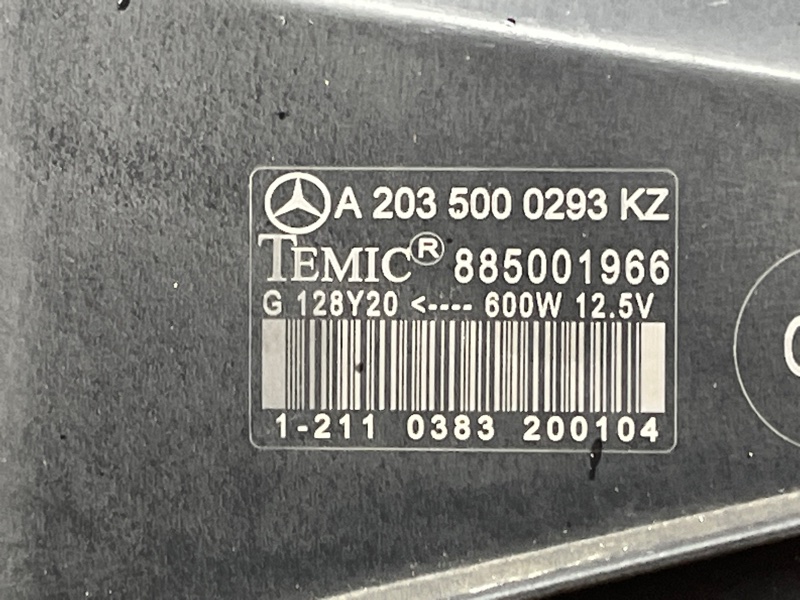 A 203 500 0293 KZ
TEMIC® 885001966
G 128Y20 <---- 600W 12.5V
1-211 0383 200104